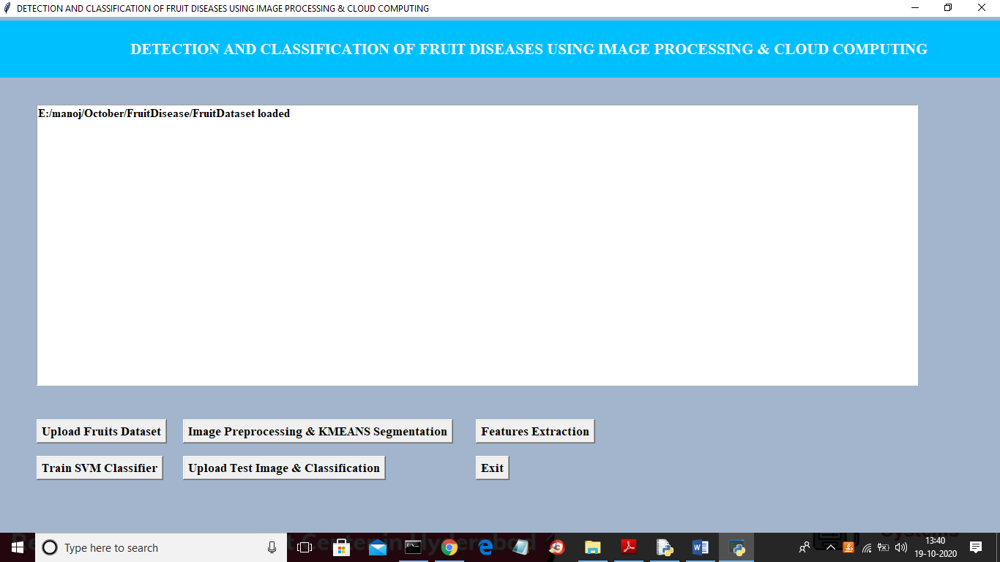 DETECTION AND CLASSIFICATION OF FRUIT DISEASES USING IMAGE PROCESSING & CLOUD COMPUTING
DETECTION AND CLASSIFICATION OF FRUIT DISEASES USING IMAGE PROCESSING & CLOUD COMPUTING
E:/manoj/October/FruitDisease/FruitDataset loaded
Upload Fruits Dataset
Image Preprocessing & KMEANS Segmentation
Features Extraction
Train SVM Classifier
Upload Test Image & Classification
Exit
Type here to search
13:40
19-10-2020